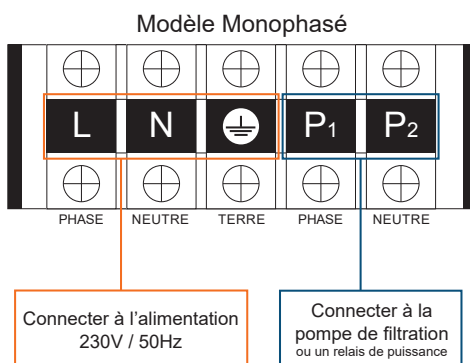 Modèle Monophasé
L N P1 P2
PHASE NEUTRE TERRE PHASE NEUTRE
Connecter à l’alimentation
230V / 50Hz
Connecter à la
pompe de filtration
ou un relais de puissance